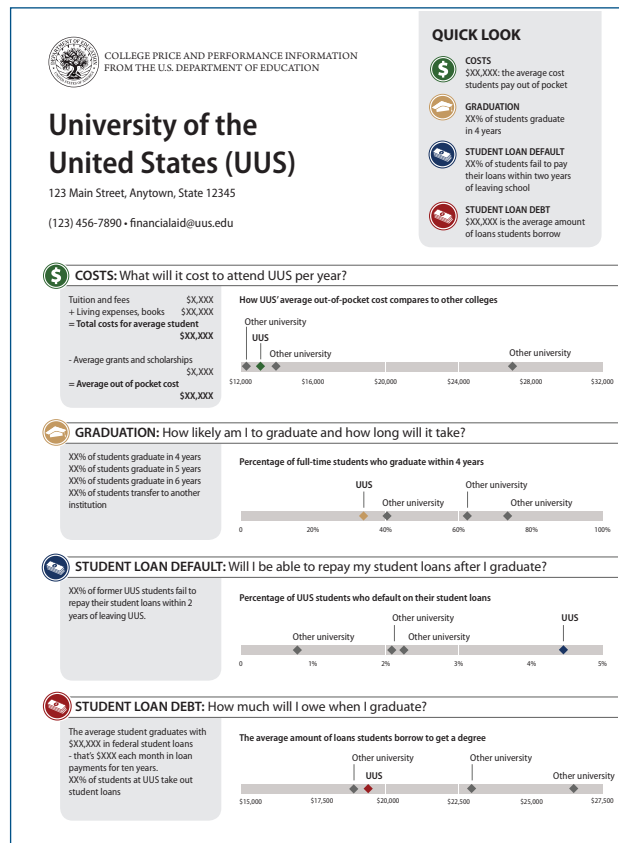 COLLEGE PRICE AND PERFORMANCE INFORMATION
FROM THE U.S. DEPARTMENT OF EDUCATION
University of the
United States (UUS)
123 Main Street, Anytown, State 12345
(123) 456-7890 • financialaid@uus.edu
QUICK LOOK
COSTS
$XX,XXX: the average cost
students pay out of pocket
GRADUATION
XX% of students graduate
in 4 years
STUDENT LOAN DEFAULT
XX% of students fail to pay
their loans within two years
of leaving school
STUDENT LOAN DEBT
$XX,XXX is the average amount
of loans students borrow
COSTS: What will it cost to attend UUS per year?
Tuition and fees $X,XXX
+ Living expenses, books $XX,XXX
= Total costs for average student
$XX,XXX
- Average grants and scholarships
$X,XXX
= Average out of pocket cost
$XX,XXX
How UUS' average out-of-pocket cost compares to other colleges
Other university
UUS
Other university
Other university
$12,000 $16,000 $20,000 $24,000 $28,000 $32,000
GRADUATION: How likely am I to graduate and how long will it take?
XX% of students graduate in 4 years
XX% of students graduate in 5 years
XX% of students graduate in 6 years
XX% of students transfer to another
institution
Percentage of full-time students who graduate within 4 years
UUS
Other university
Other university
Other university
0 20% 40% 60% 80% 100%
STUDENT LOAN DEFAULT: Will I be able to repay my student loans after I graduate?
XX% of former UUS students fail to
repay their student loans within 2
years of leaving UUS.
Percentage of UUS students who default on their student loans
Other university
UUS
Other university
Other university
0 1% 2% 3% 4% 5%
STUDENT LOAN DEBT: How much will I owe when I graduate?
The average student graduates with
$XX,XXX in federal student loans
- that's $XXX each month in loan
payments for ten years.
XX% of students at UUS take out
student loans
The average amount of loans students borrow to get a degree
Other university
Other university
UUS
Other university
$15,000 $17,500 $20,000 $22,500 $25,000 $27,500